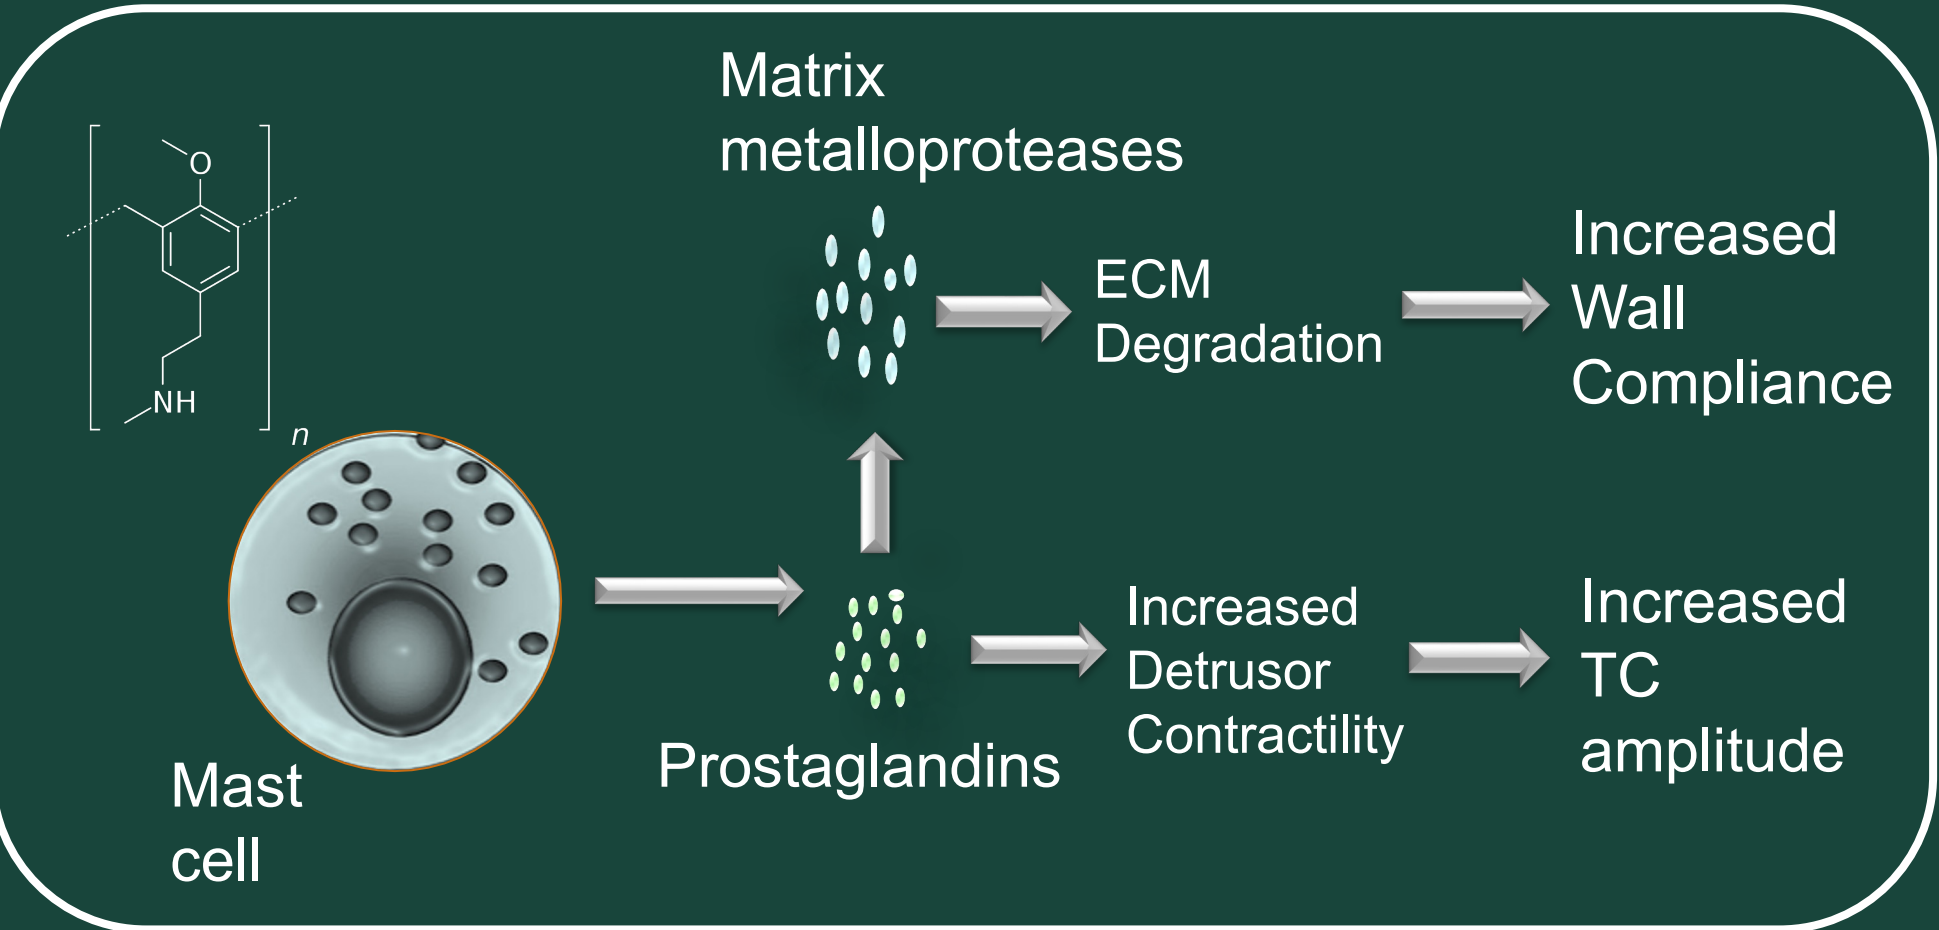 Matrix
metalloproteases
O
NH
n
ECM
Degradation
Increased
Wall
Compliance
Mast
cell
Prostaglandins
Increased
Detrusor
Contractility
Increased
TC
amplitude